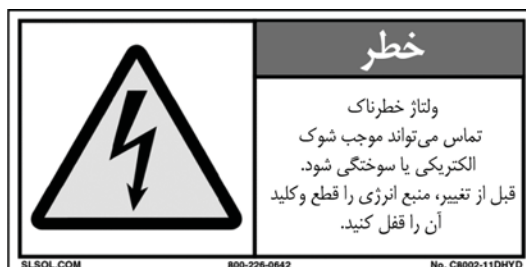 خطر
ولتاژ خطرناک
تماس می‌تواند موجب شوک
الکتریکی یا سوختگی شود.
قبل از تغییر، منبع انرژی را قطع وکلید
آن را قفل کنید.
SLSOL.COM 800-226-0642 No. C8002-11DHYD